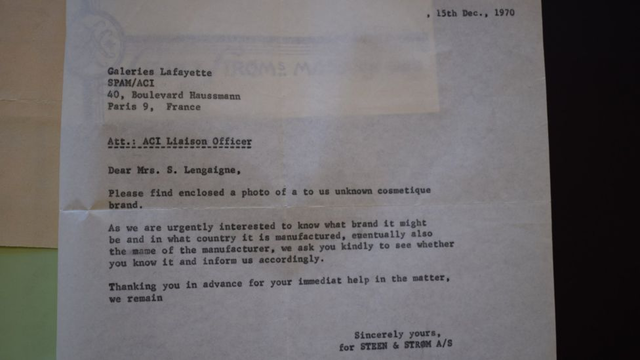 , 15th Dec., 1970
Galeries Lafayette
SPAM/ACI
40, Boulevard Haussmann
Paris 9, France
Att.: ACI Liaison Officer
Dear Mrs. S. Lengaigne,
Please find enclosed a photo of a to us unknown cosmetique
brand.
As we are urgently interested to know what brand it might
be and in what country it is manufactured, eventually also
the name of the manufacturer, we ask you kindly to see whether
you know it and inform us accordingly.
Thanking you in advance for your immediat help in the matter,
we remain
Sincerely yours,
for STEEN & STRØM A/S